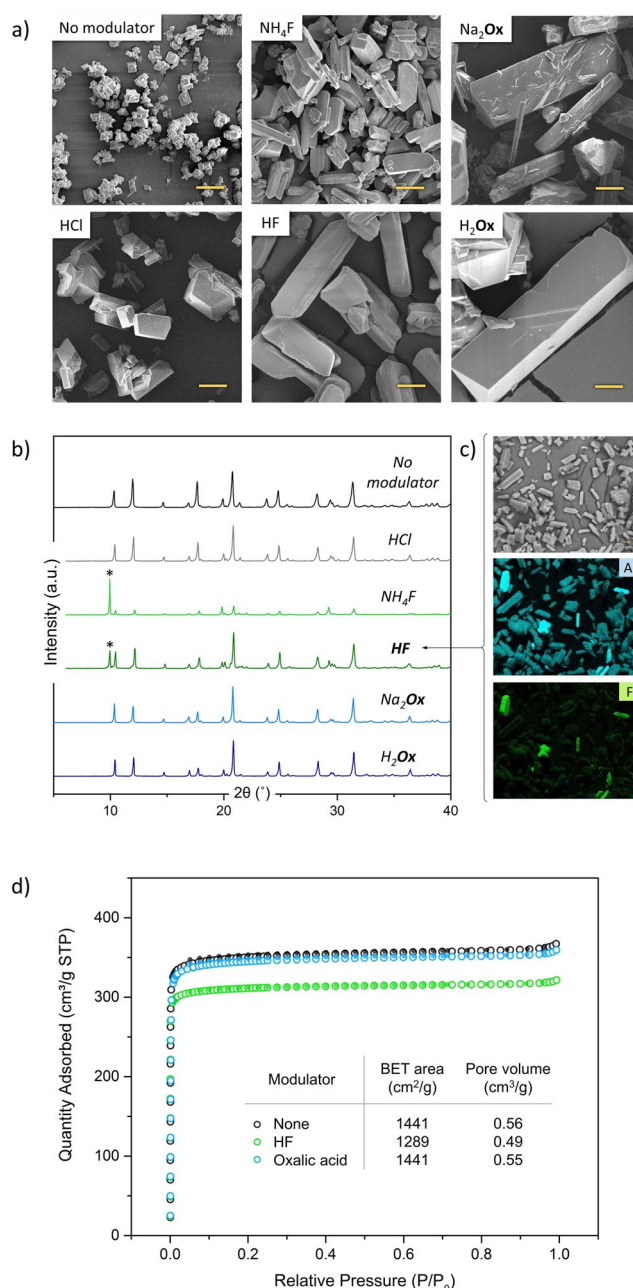 a)
No modulator
NH₄F
Na₂Ox
HCl
HF
H₂Ox
b)
No modulator
HCl
*
NH₄F
*
HF
Na₂Ox
H₂Ox
Intensity (a.u.)
10
20
30
40
2θ (˚)
c)
A
F
d)
Quantity Adsorbed (cm³/g STP)
400
300
200
100
0
Modulator
BET area (cm²/g)
Pore volume (cm³/g)
None 1441 0.56
HF 1289 0.49
Oxalic acid 1441 0.55
0.0 0.2 0.4 0.6 0.8 1.0
Relative Pressure (P/P₀)